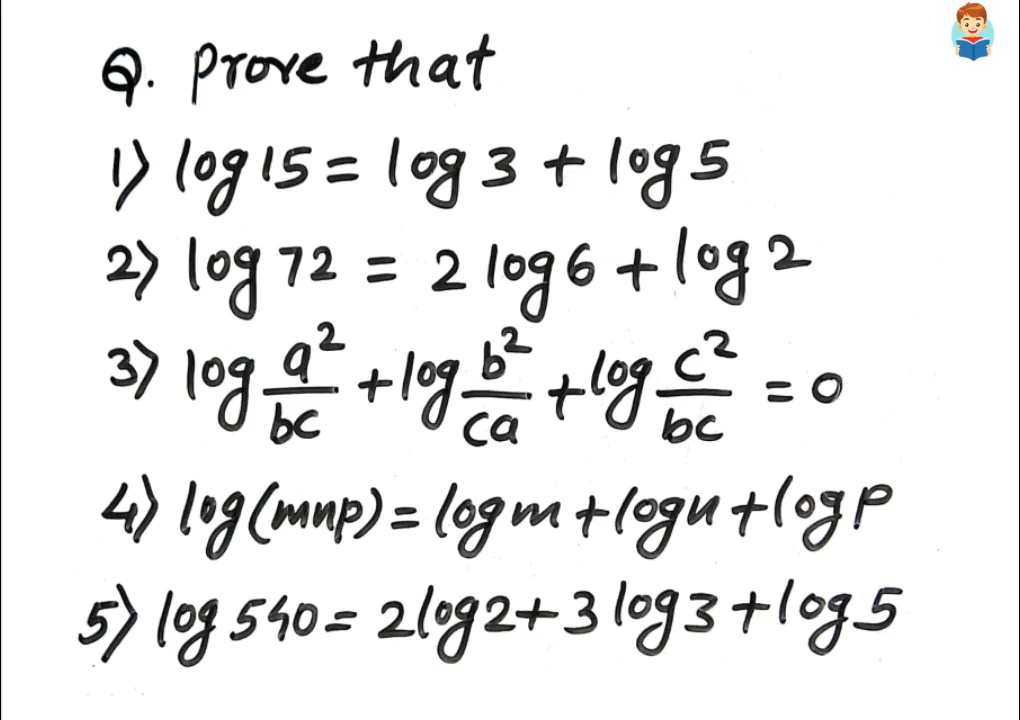 Q. Prove that
1) log 15 = log 3 + log 5
2) log 72 = 2 log 6 + log 2
3) log a²/bc + log b²/ca + log c²/bc = 0
4) log(mnp) = log m + log n + log p
5) log 540 = 2 log 2 + 3 log 3 + log 5